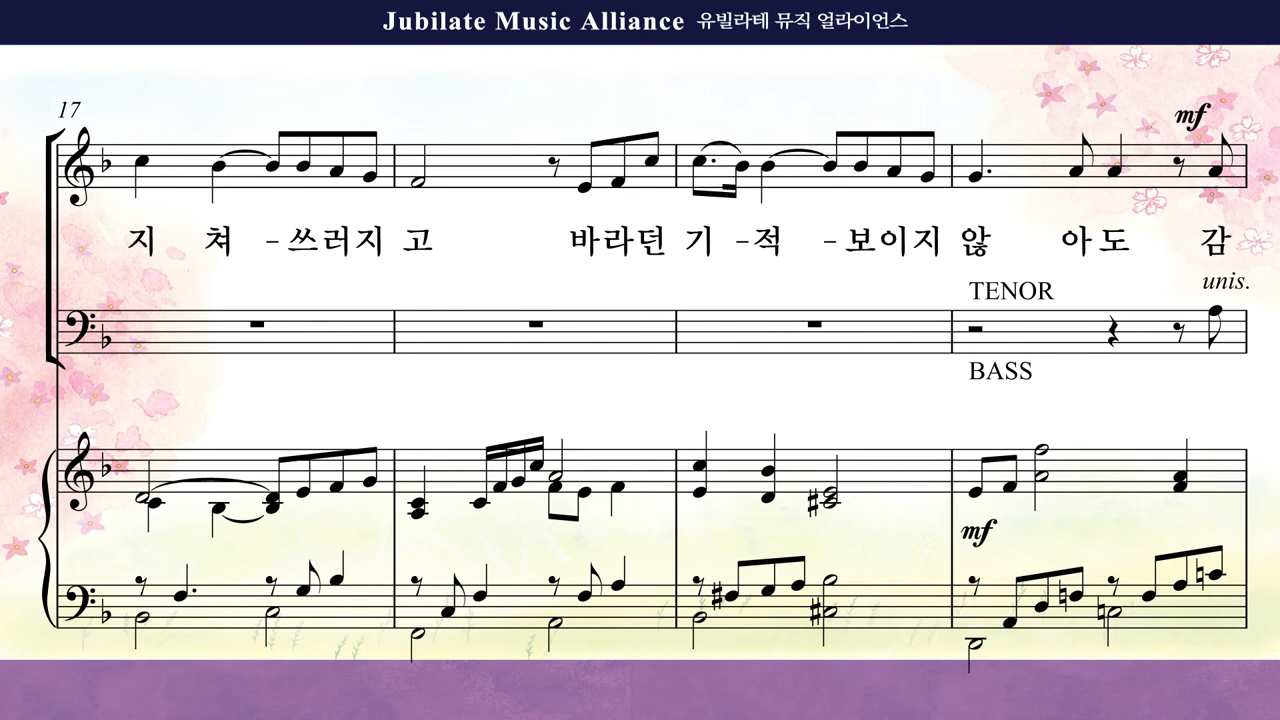 Jubilate Music Alliance 유빌라테 뮤직 얼라이언스
17
mf
지 쳐 - 쓰러지 고 바라던 기 - 적 - 보이지 않 아도 감
unis.
TENOR
BASS
mf